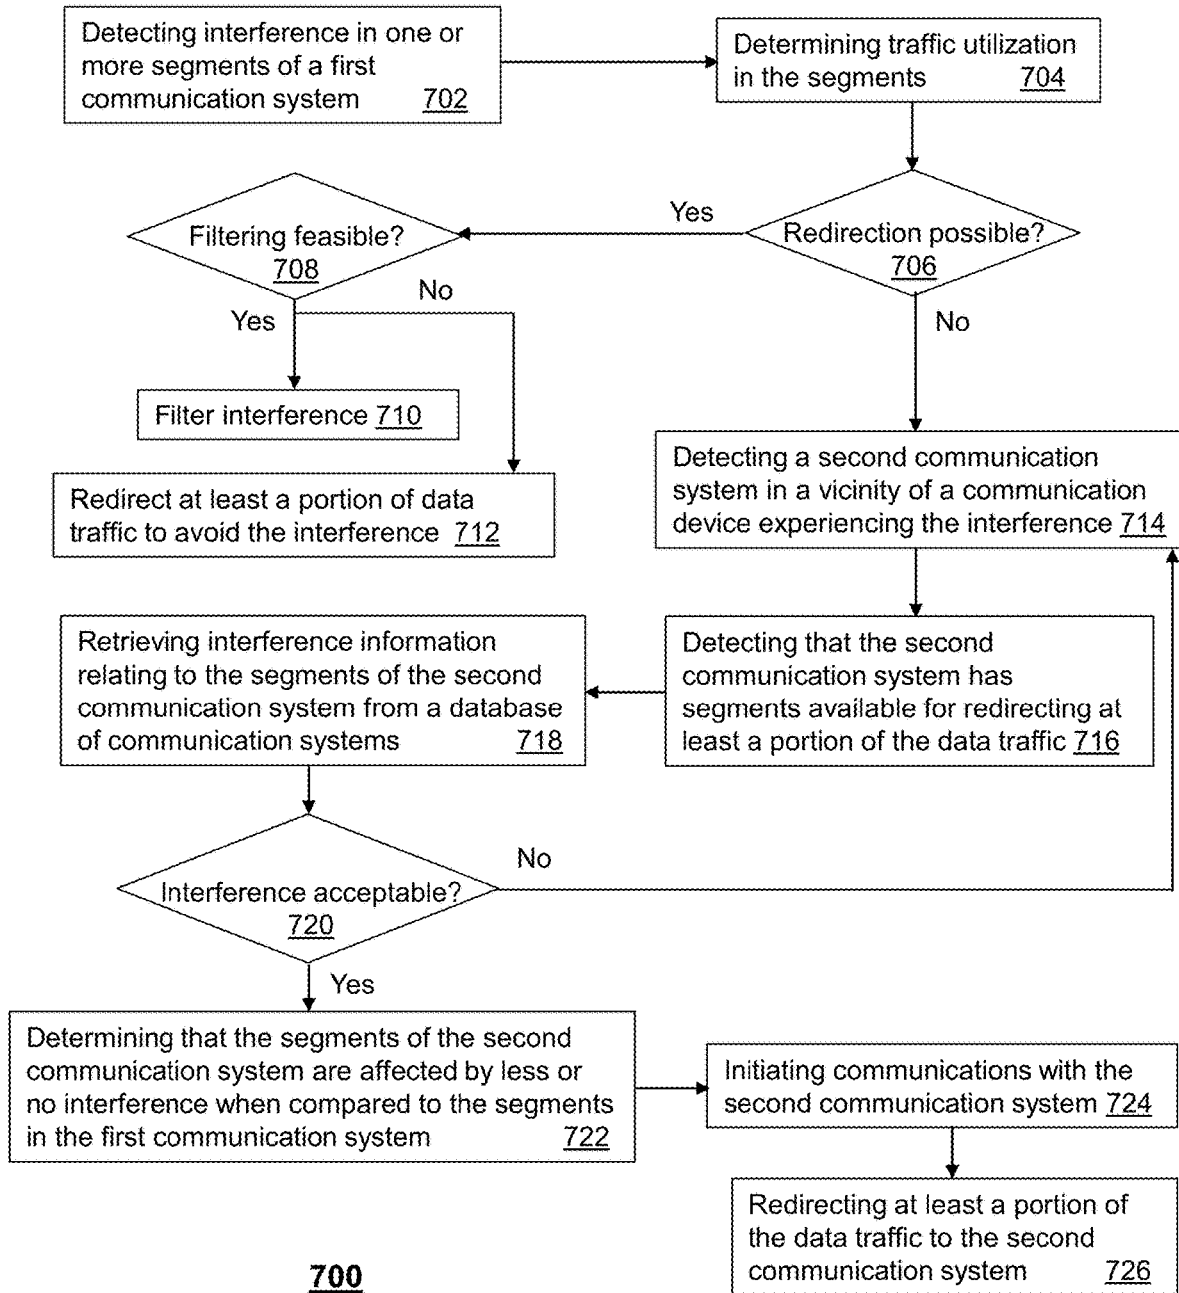 Detecting interference in one or
more segments of a first
communication system 702
Determining traffic utilization
in the segments 704
Yes
Filtering feasible?
708
Redirection possible?
706
No
Yes
No
Filter interference 710
Redirect at least a portion of data
traffic to avoid the interference 712
Detecting a second communication
system in a vicinity of a communication
device experiencing the interference 714
Retrieving interference information
relating to the segments of the second
communication system from a database
of communication systems 718
Detecting that the second
communication system has
segments available for redirecting at
least a portion of the data traffic 716
No
Interference acceptable?
720
Yes
Determining that the segments of the second
communication system are affected by less or
no interference when compared to the segments
in the first communication system 722
Initiating communications with the
second communication system 724
Redirecting at least a portion of
the data traffic to the second
communication system 726
700